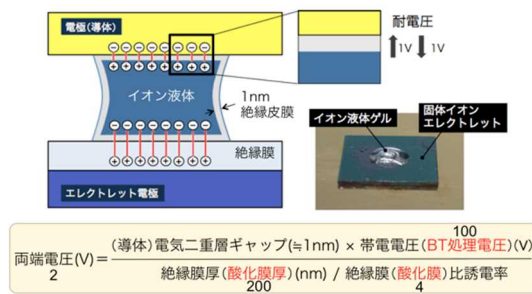 電極(導体)
耐電圧
1V 1V
イオン液体
1nm
絶縁皮膜
絶縁膜
エレクトレット電極
イオン液体ゲル
固体イオン
エレクトレット
100
両端電圧(V) = (導体)電気二重層ギャップ(≒1nm) × 帯電電圧(BT処理電圧)(V)
2
絶縁膜厚(酸化膜厚)(nm) / 絶縁膜(酸化膜)比誘電率
200 4